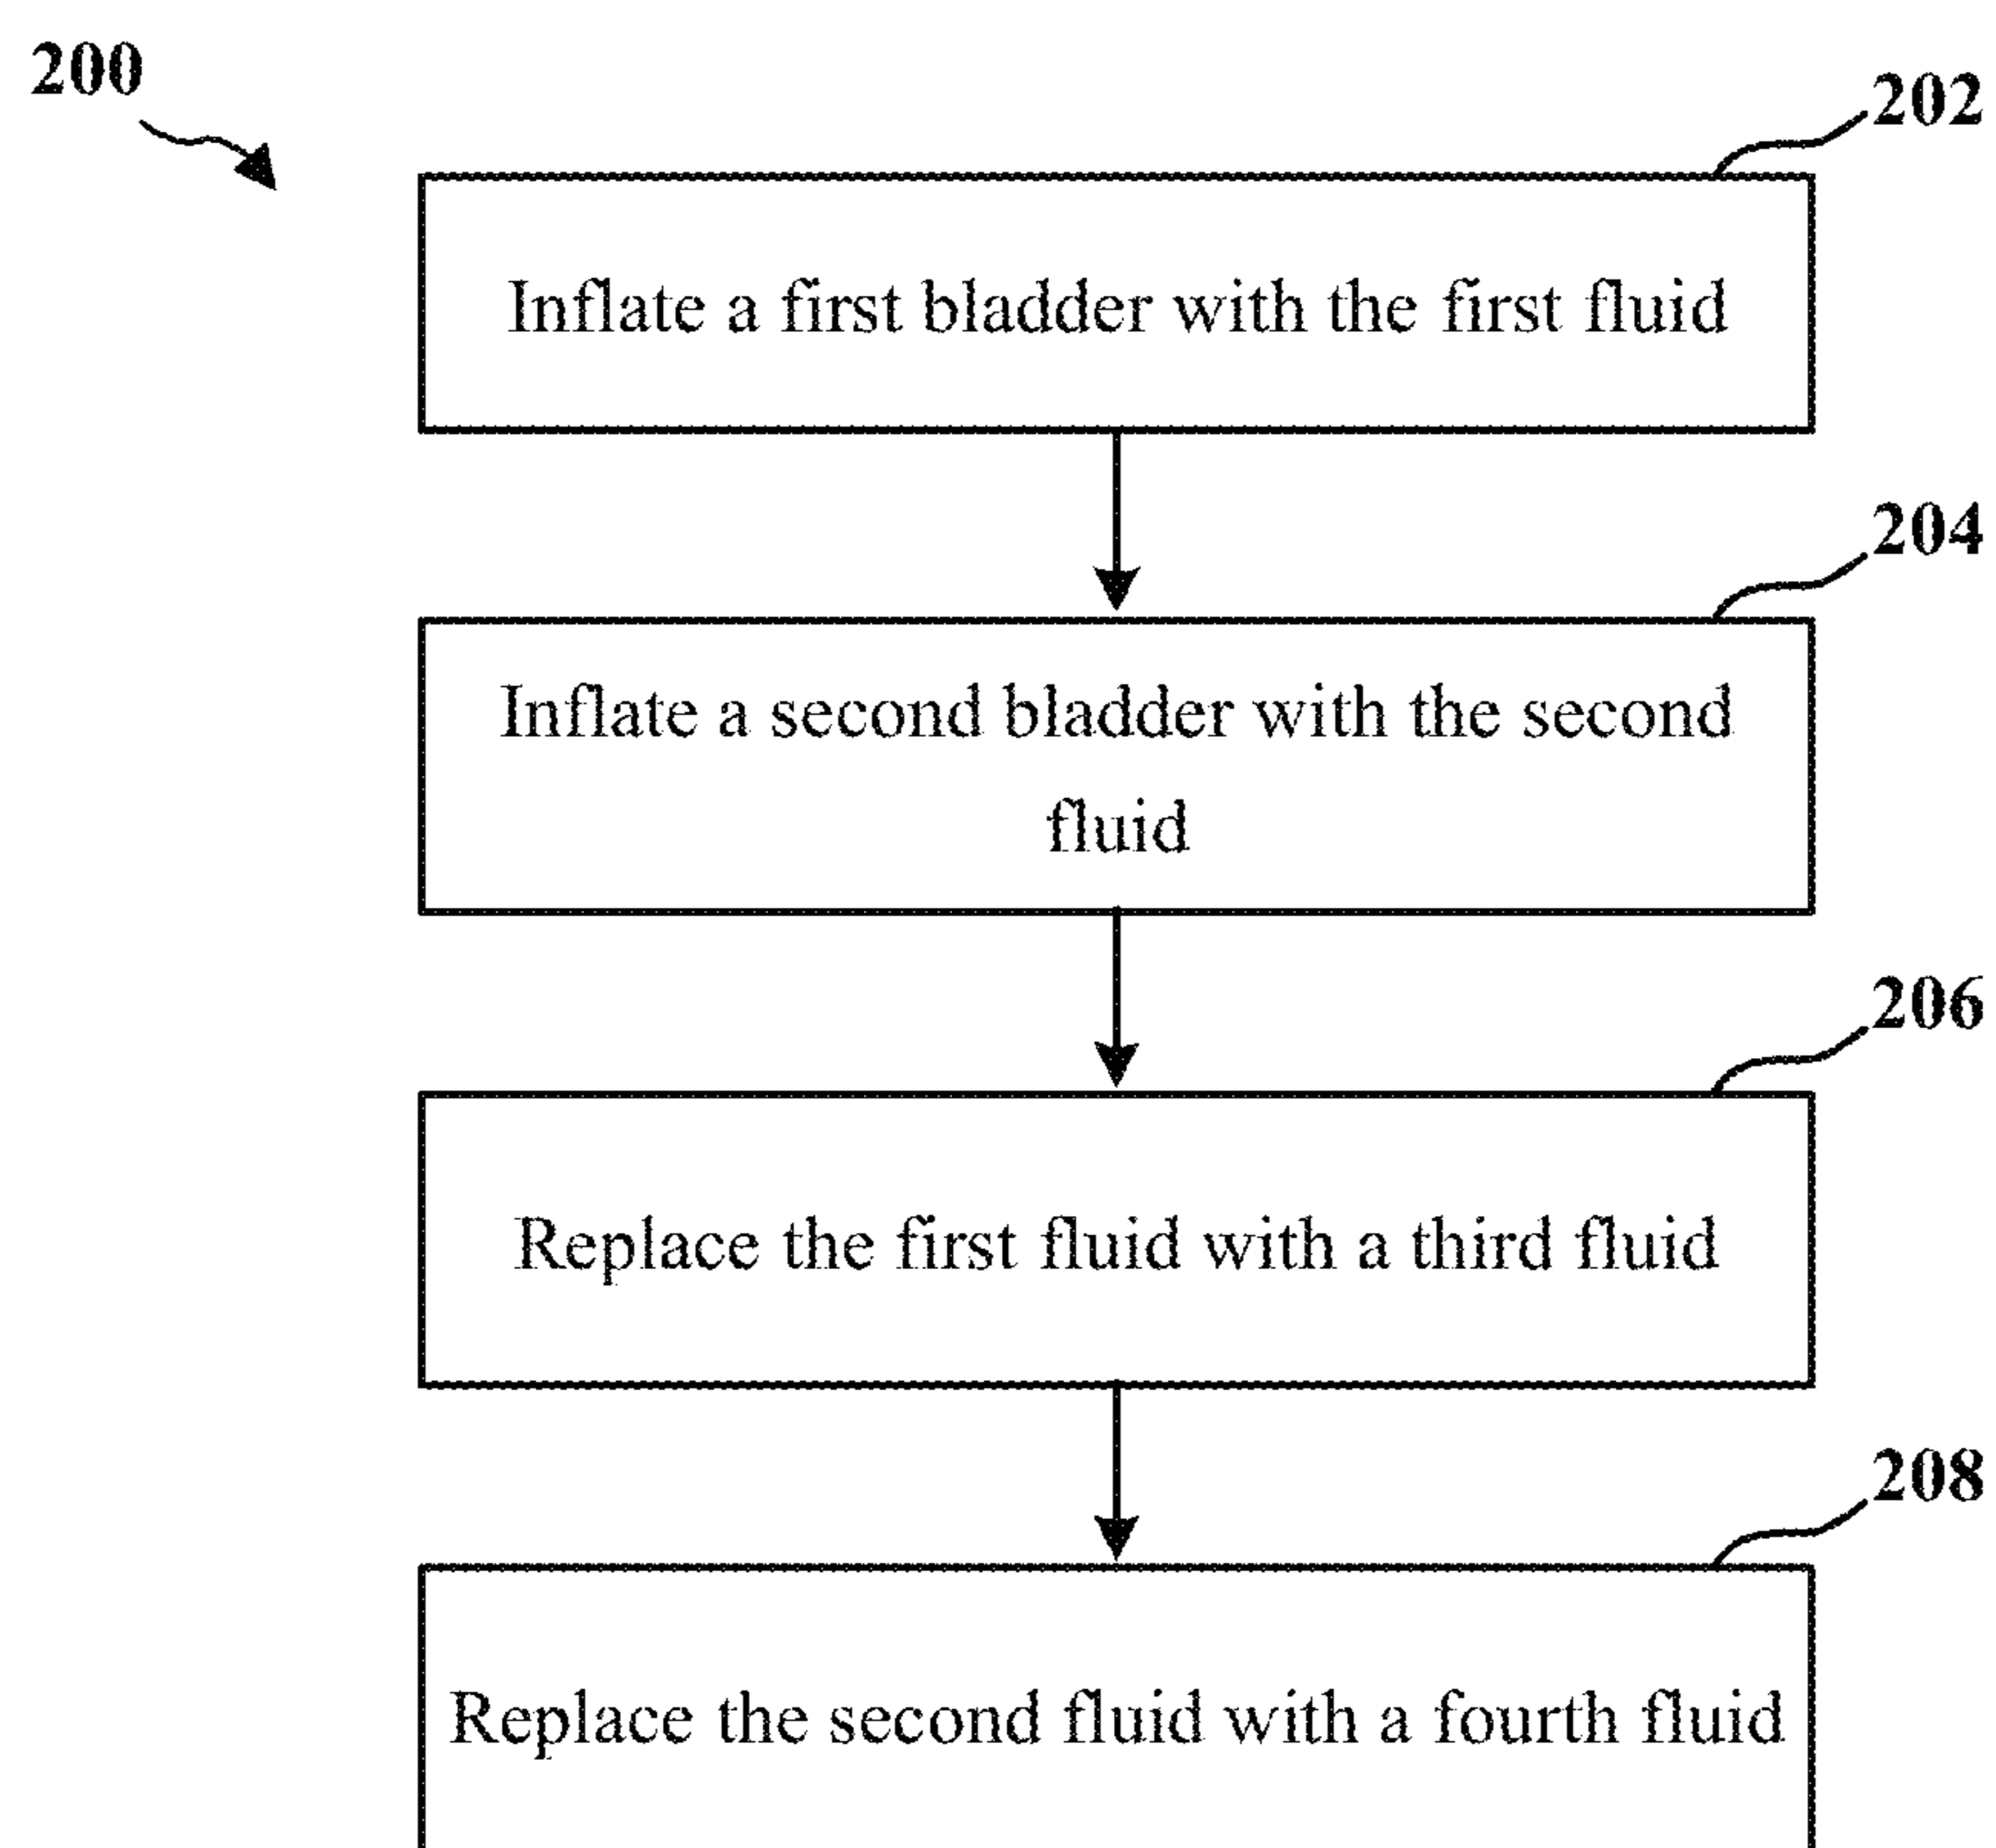 200
202
Inflate a first bladder with the first fluid
204
Inflate a second bladder with the second
fluid
206
Replace the first fluid with a third fluid
208
Replace the second fluid with a fourth fluid